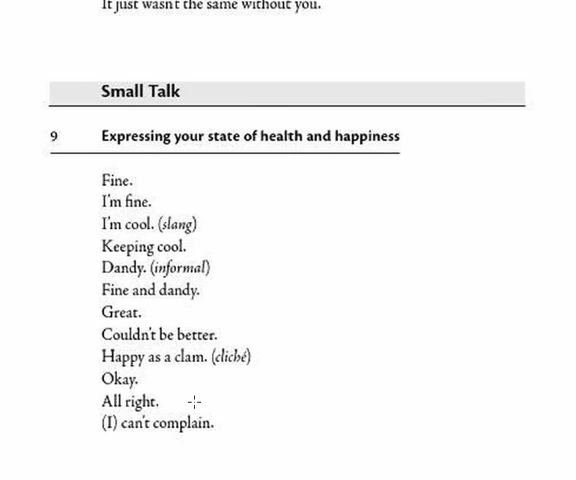 It just wasn't the same without you.
Small Talk
9 Expressing your state of health and happiness
Fine.
I'm fine.
I'm cool. (slang)
Keeping cool.
Dandy. (informal)
Fine and dandy.
Great.
Couldn't be better.
Happy as a clam. (cliché)
Okay.
All right.
(I) can't complain.